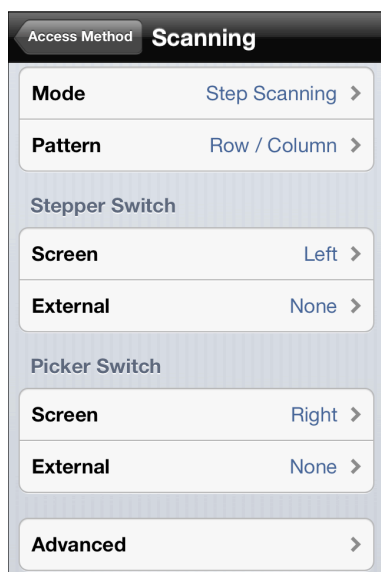 Access Method Scanning
Mode Step Scanning
Pattern Row / Column
Stepper Switch
Screen Left
External None
Picker Switch
Screen Right
External None
Advanced